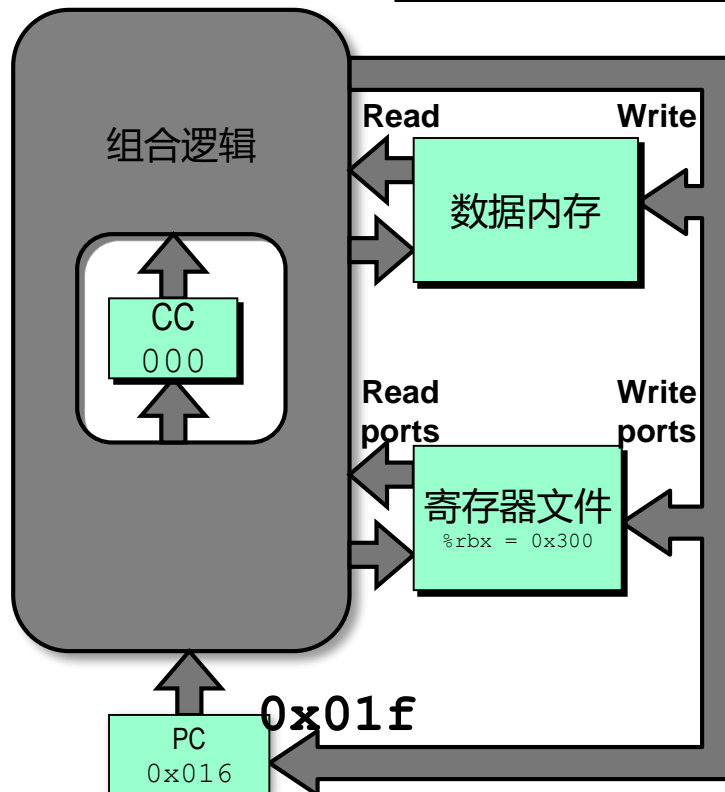 组合逻辑
Read
Write
数据内存
CC
000
Read
ports
Write
ports
寄存器文件
%rbx = 0x300
0x01f
PC
0x016